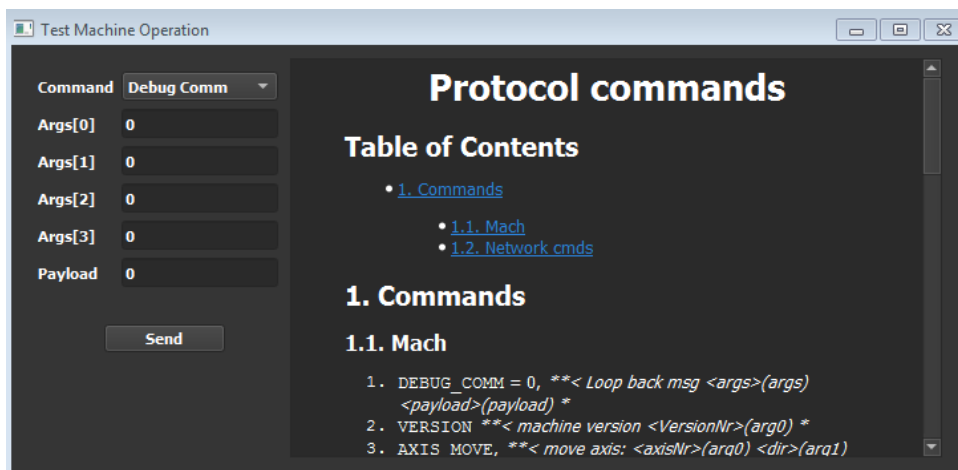 Test Machine Operation
Command Debug Comm
Args[0] 0
Args[1] 0
Args[2] 0
Args[3] 0
Payload 0
Send
Protocol commands
Table of Contents
1. Commands
1.1. Mach
1.2. Network cmds
1. Commands
1.1. Mach
1. DEBUG_COMM = 0, **< Loop back msg <args>(args)
<payload>(payload) *
2. VERSION **< machine version <VersionNr>(arg0) *
3. AXIS_MOVE, **< move axis: <axisNr>(arg0) <dir>(arg1)